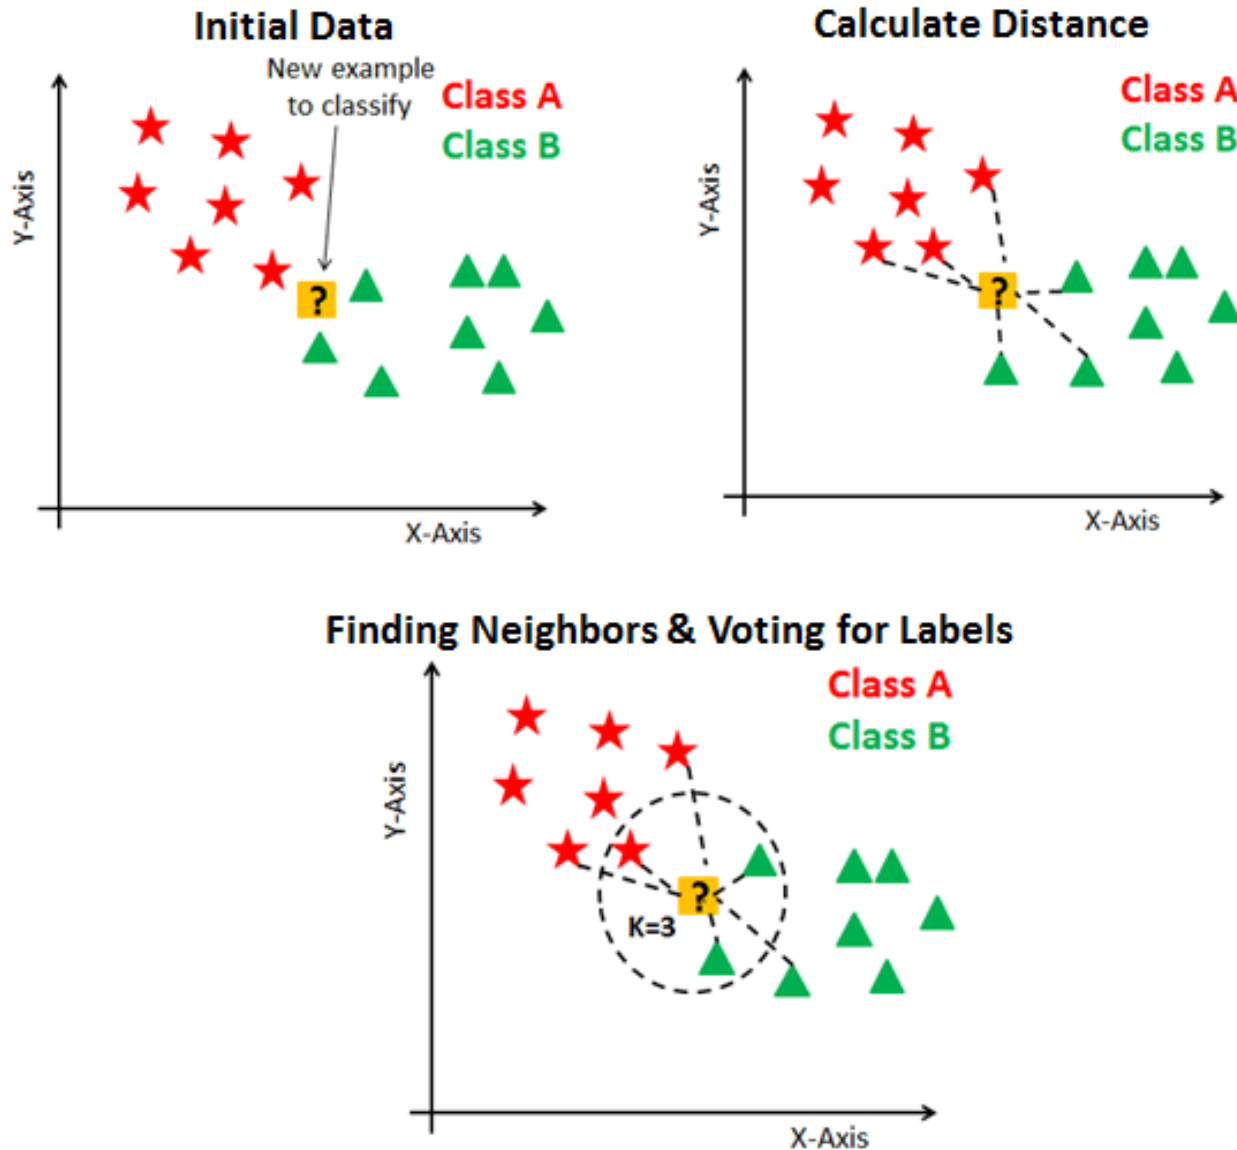 Initial Data
New example
to classify
Class A
Class B
Y-Axis
?
X-Axis
Calculate Distance
Class A
Class B
Y-Axis
?
X-Axis
Finding Neighbors & Voting for Labels
Class A
Class B
Y-Axis
?
K=3
X-Axis